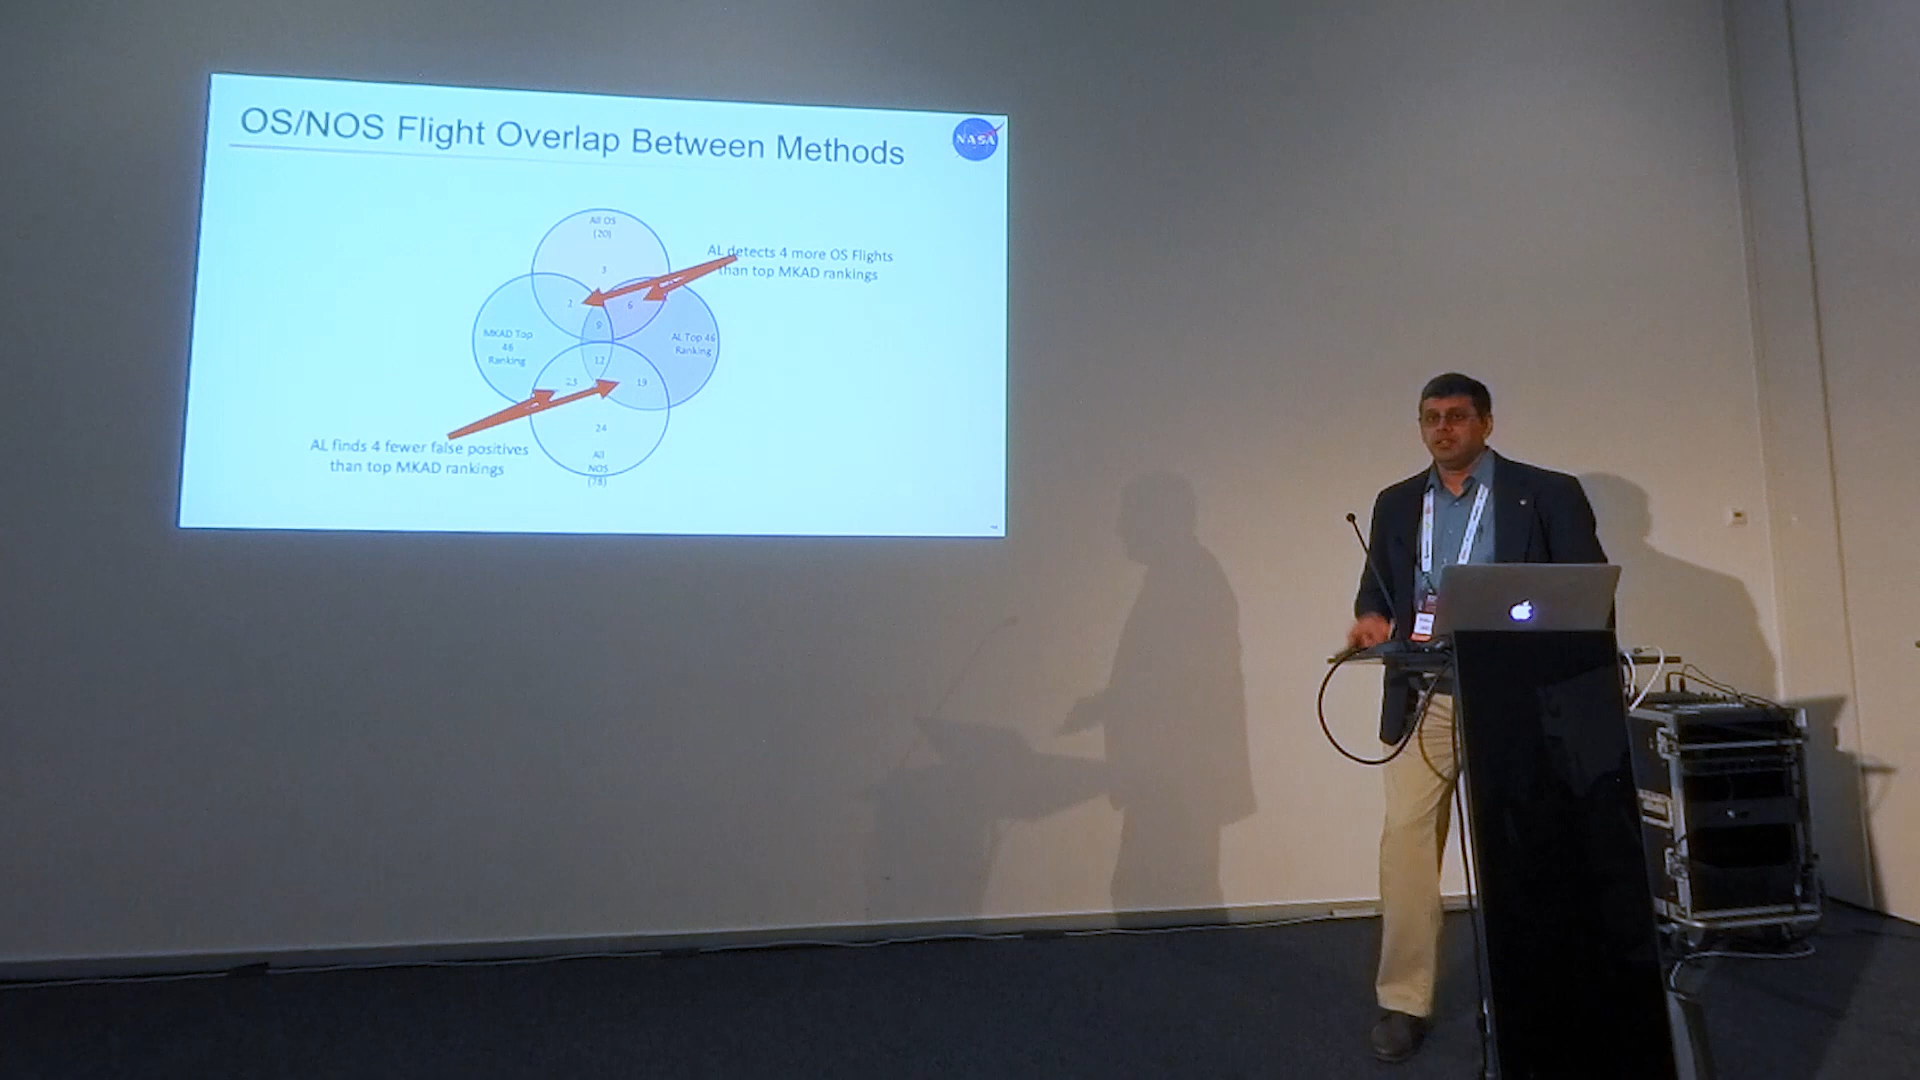 OS/NOS Flight Overlap Between Methods
NASA
All OS
(20)
3
AL detects 4 more OS Flights
than top MKAD rankings
2
6
9
MKAD Top
46
Ranking
AL Top 46
Ranking
12
23
19
24
All
NOS
(78)
AL finds 4 fewer false positives
than top MKAD rankings